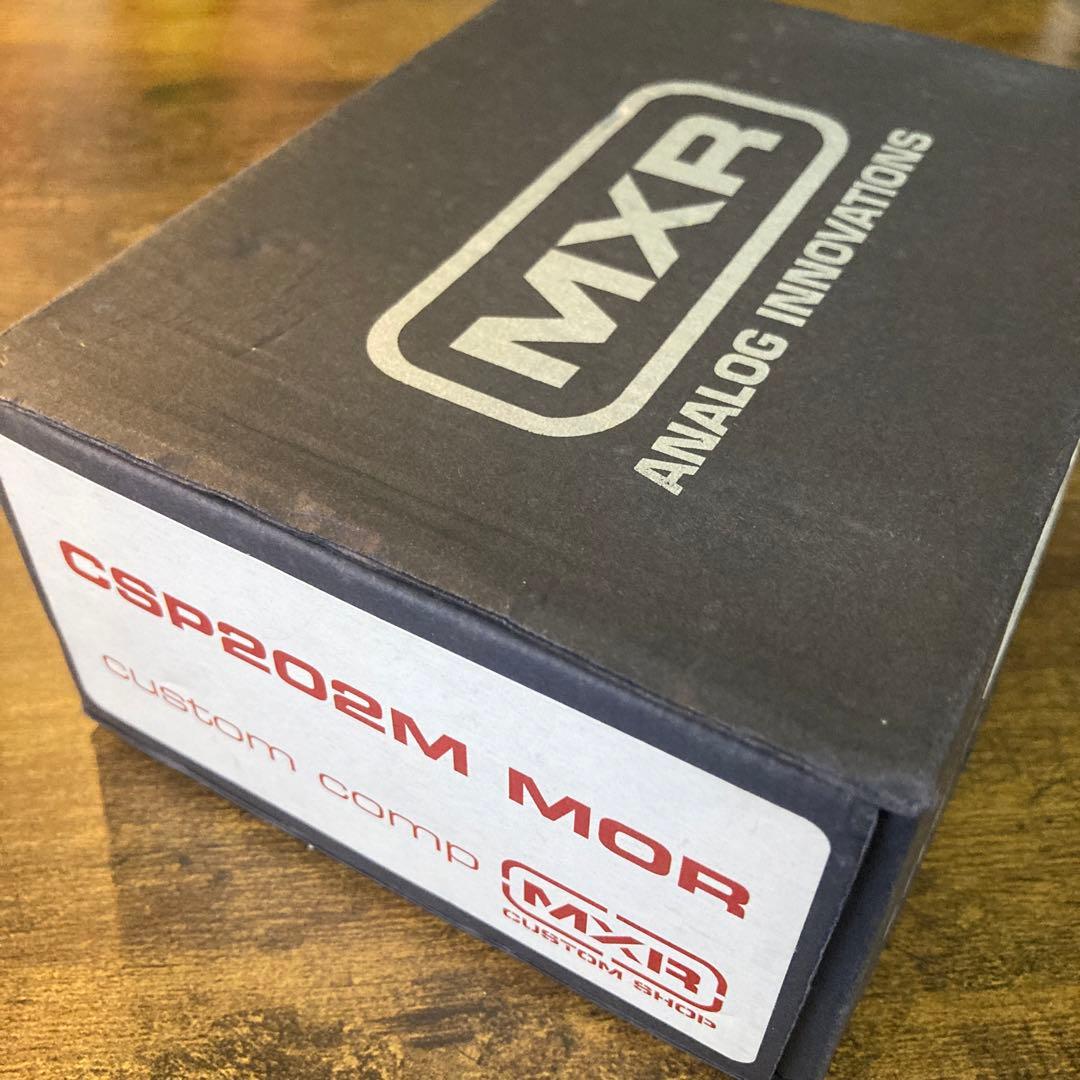 MXR
ANALOG INNOVATIONS
CSP202M MOR
custom comp
MXR
CUSTOM SHOP